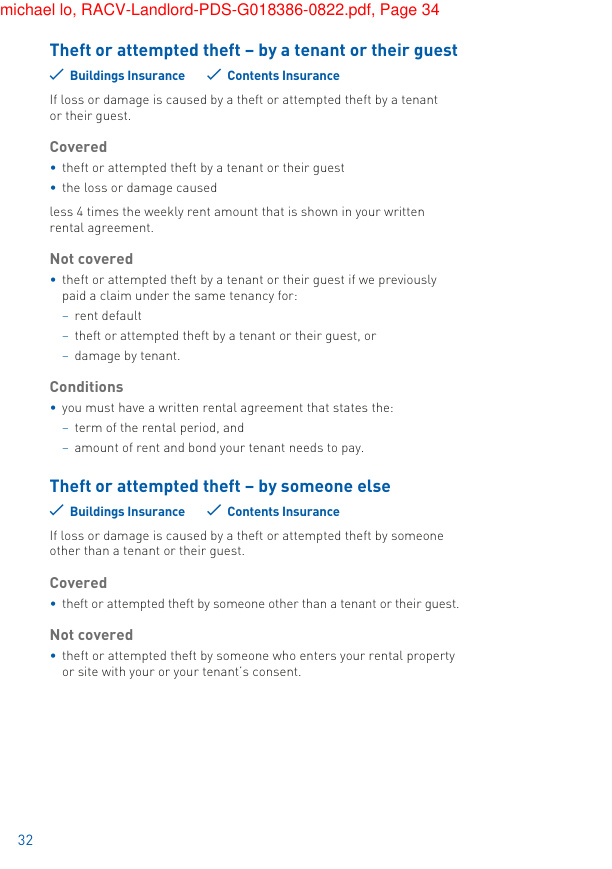 michael lo, RACV-Landlord-PDS-G018386-0822.pdf, Page 34
Theft or attempted theft – by a tenant or their guest
✓ Buildings Insurance ✓ Contents Insurance
If loss or damage is caused by a theft or attempted theft by a tenant
or their guest.
Covered
• theft or attempted theft by a tenant or their guest
• the loss or damage caused
less 4 times the weekly rent amount that is shown in your written
rental agreement.
Not covered
• theft or attempted theft by a tenant or their guest if we previously
paid a claim under the same tenancy for:
– rent default
– theft or attempted theft by a tenant or their guest, or
– damage by tenant.
Conditions
• you must have a written rental agreement that states the:
– term of the rental period, and
– amount of rent and bond your tenant needs to pay.
Theft or attempted theft – by someone else
✓ Buildings Insurance ✓ Contents Insurance
If loss or damage is caused by a theft or attempted theft by someone
other than a tenant or their guest.
Covered
• theft or attempted theft by someone other than a tenant or their guest.
Not covered
• theft or attempted theft by someone who enters your rental property
or site with your or your tenant's consent.
32